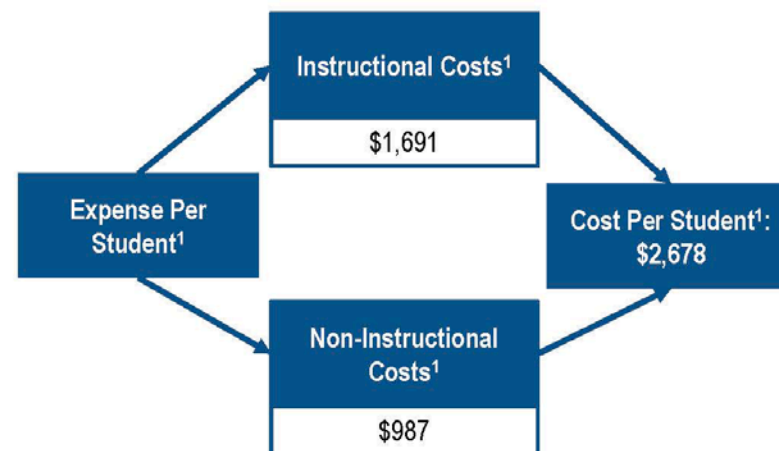 Instructional Costs¹
$1,691
Expense Per
Student¹
Cost Per Student¹:
$2,678
Non-Instructional
Costs¹
$987